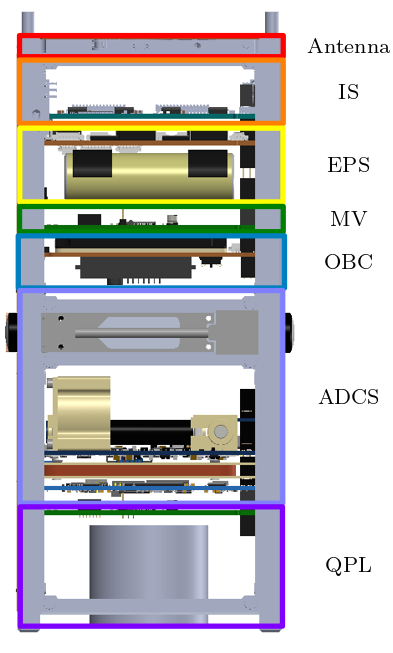 Antenna
IS
EPS
MV
OBC
ADCS
QPL